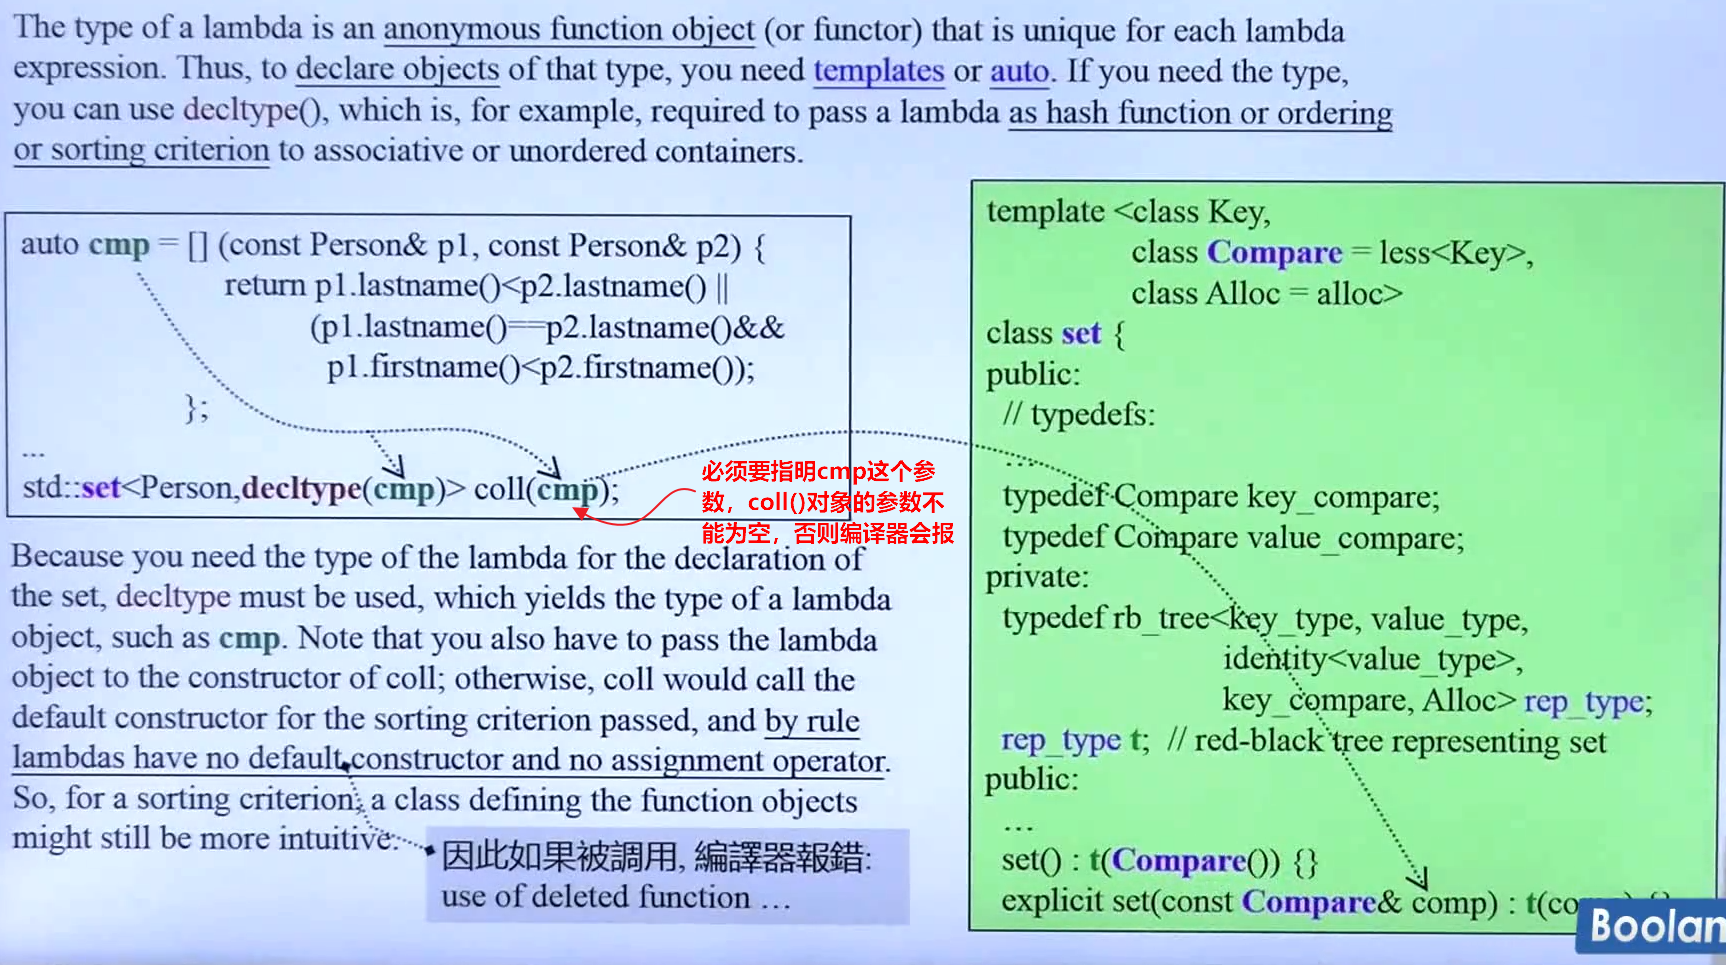 The type of a lambda is an anonymous function object (or functor) that is unique for each lambda
expression. Thus, to declare objects of that type, you need templates or auto. If you need the type,
you can use decltype(), which is, for example, required to pass a lambda as hash function or ordering
or sorting criterion to associative or unordered containers.
auto cmp = [] (const Person& p1, const Person& p2) {
return p1.lastname()<p2.lastname() ||
(p1.lastname()==p2.lastname()&&
p1.firstname()<p2.firstname());
};
...
std::set<Person,decltype(cmp)> coll(cmp);
必须要指明cmp这个参
数，coll()对象的参数不
能为空，否则编译器会报
Because you need the type of the lambda for the declaration of
the set, decltype must be used, which yields the type of a lambda
object, such as cmp. Note that you also have to pass the lambda
object to the constructor of coll; otherwise, coll would call the
default constructor for the sorting criterion passed, and by rule
lambdas have no default constructor and no assignment operator.
So, for a sorting criterion, a class defining the function objects
might still be more intuitive.
因此如果被調用, 編譯器報錯:
use of deleted function …
template <class Key,
class Compare = less<Key>,
class Alloc = alloc>
class set {
public:
// typedefs:
...
typedef Compare key_compare;
typedef Compare value_compare;
private:
typedef rb_tree<key_type, value_type,
identity<value_type>,
key_compare, Alloc> rep_type;
rep_type t; // red-black tree representing set
public:
...
set() : t(Compare()) {}
explicit set(const Compare& comp) : t(co
Boolan